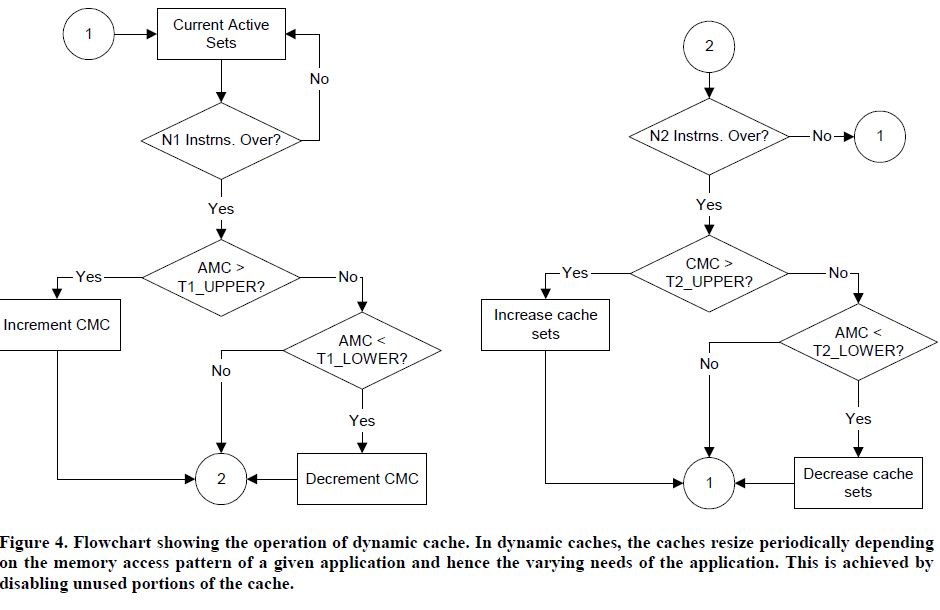 1
Current Active
Sets
No
N1 Instrns. Over?
Yes
AMC >
T1_UPPER?
Yes
No
Increment CMC
AMC <
T1_LOWER?
No
Yes
2
Decrement CMC
2
N2 Instrns. Over?
No
1
Yes
CMC >
T2_UPPER?
Yes
No
Increase cache
sets
AMC <
T2_LOWER?
No
Yes
1
Decrease cache
sets
Figure 4. Flowchart showing the operation of dynamic cache. In dynamic caches, the caches resize periodically depending
on the memory access pattern of a given application and hence the varying needs of the application. This is achieved by
disabling unused portions of the cache.